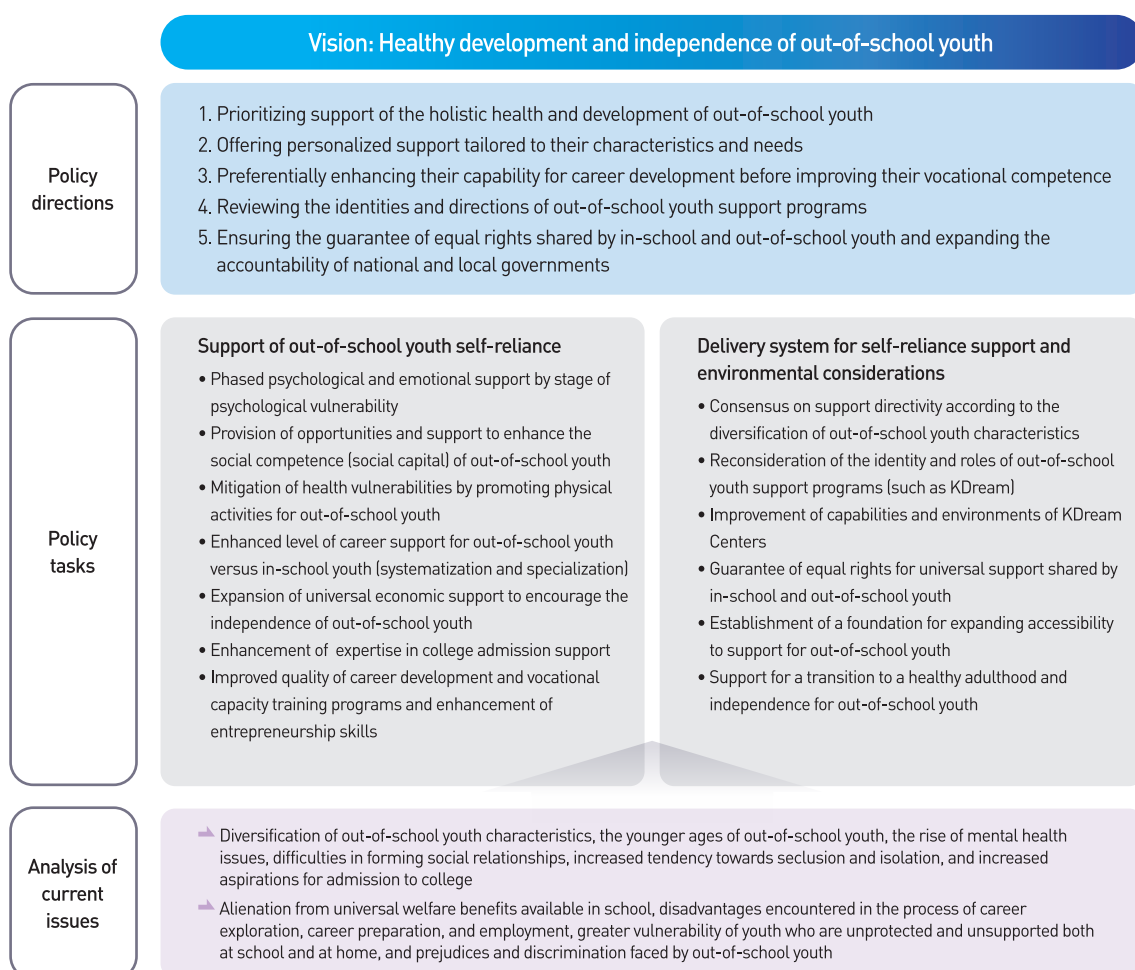 Vision: Healthy development and independence of out-of-school youth
Policy
directions
1. Prioritizing support of the holistic health and development of out-of-school youth
2. Offering personalized support tailored to their characteristics and needs
3. Preferentially enhancing their capability for career development before improving their vocational competence
4. Reviewing the identities and directions of out-of-school youth support programs
5. Ensuring the guarantee of equal rights shared by in-school and out-of-school youth and expanding the
accountability of national and local governments
Policy
tasks
Support of out-of-school youth self-reliance
• Phased psychological and emotional support by stage of
psychological vulnerability
• Provision of opportunities and support to enhance the
social competence (social capital) of out-of-school youth
• Mitigation of health vulnerabilities by promoting physical
activities for out-of-school youth
• Enhanced level of career support for out-of-school youth
versus in-school youth (systematization and specialization)
• Expansion of universal economic support to encourage the
independence of out-of-school youth
• Enhancement of expertise in college admission support
• Improved quality of career development and vocational
capacity training programs and enhancement of
entrepreneurship skills
Delivery system for self-reliance support and
environmental considerations
• Consensus on support directivity according to the
diversification of out-of-school youth characteristics
• Reconsideration of the identity and roles of out-of-school
youth support programs (such as KDream)
• Improvement of capabilities and environments of KDream
Centers
• Guarantee of equal rights for universal support shared by
in-school and out-of-school youth
• Establishment of a foundation for expanding accessibility
to support for out-of-school youth
• Support for a transition to a healthy adulthood and
independence for out-of-school youth
Analysis of
current
issues
Diversification of out-of-school youth characteristics, the younger ages of out-of-school youth, the rise of mental health
issues, difficulties in forming social relationships, increased tendency towards seclusion and isolation, and increased
aspirations for admission to college
Alienation from universal welfare benefits available in school, disadvantages encountered in the process of career
exploration, career preparation, and employment, greater vulnerability of youth who are unprotected and unsupported both
at school and at home, and prejudices and discrimination faced by out-of-school youth